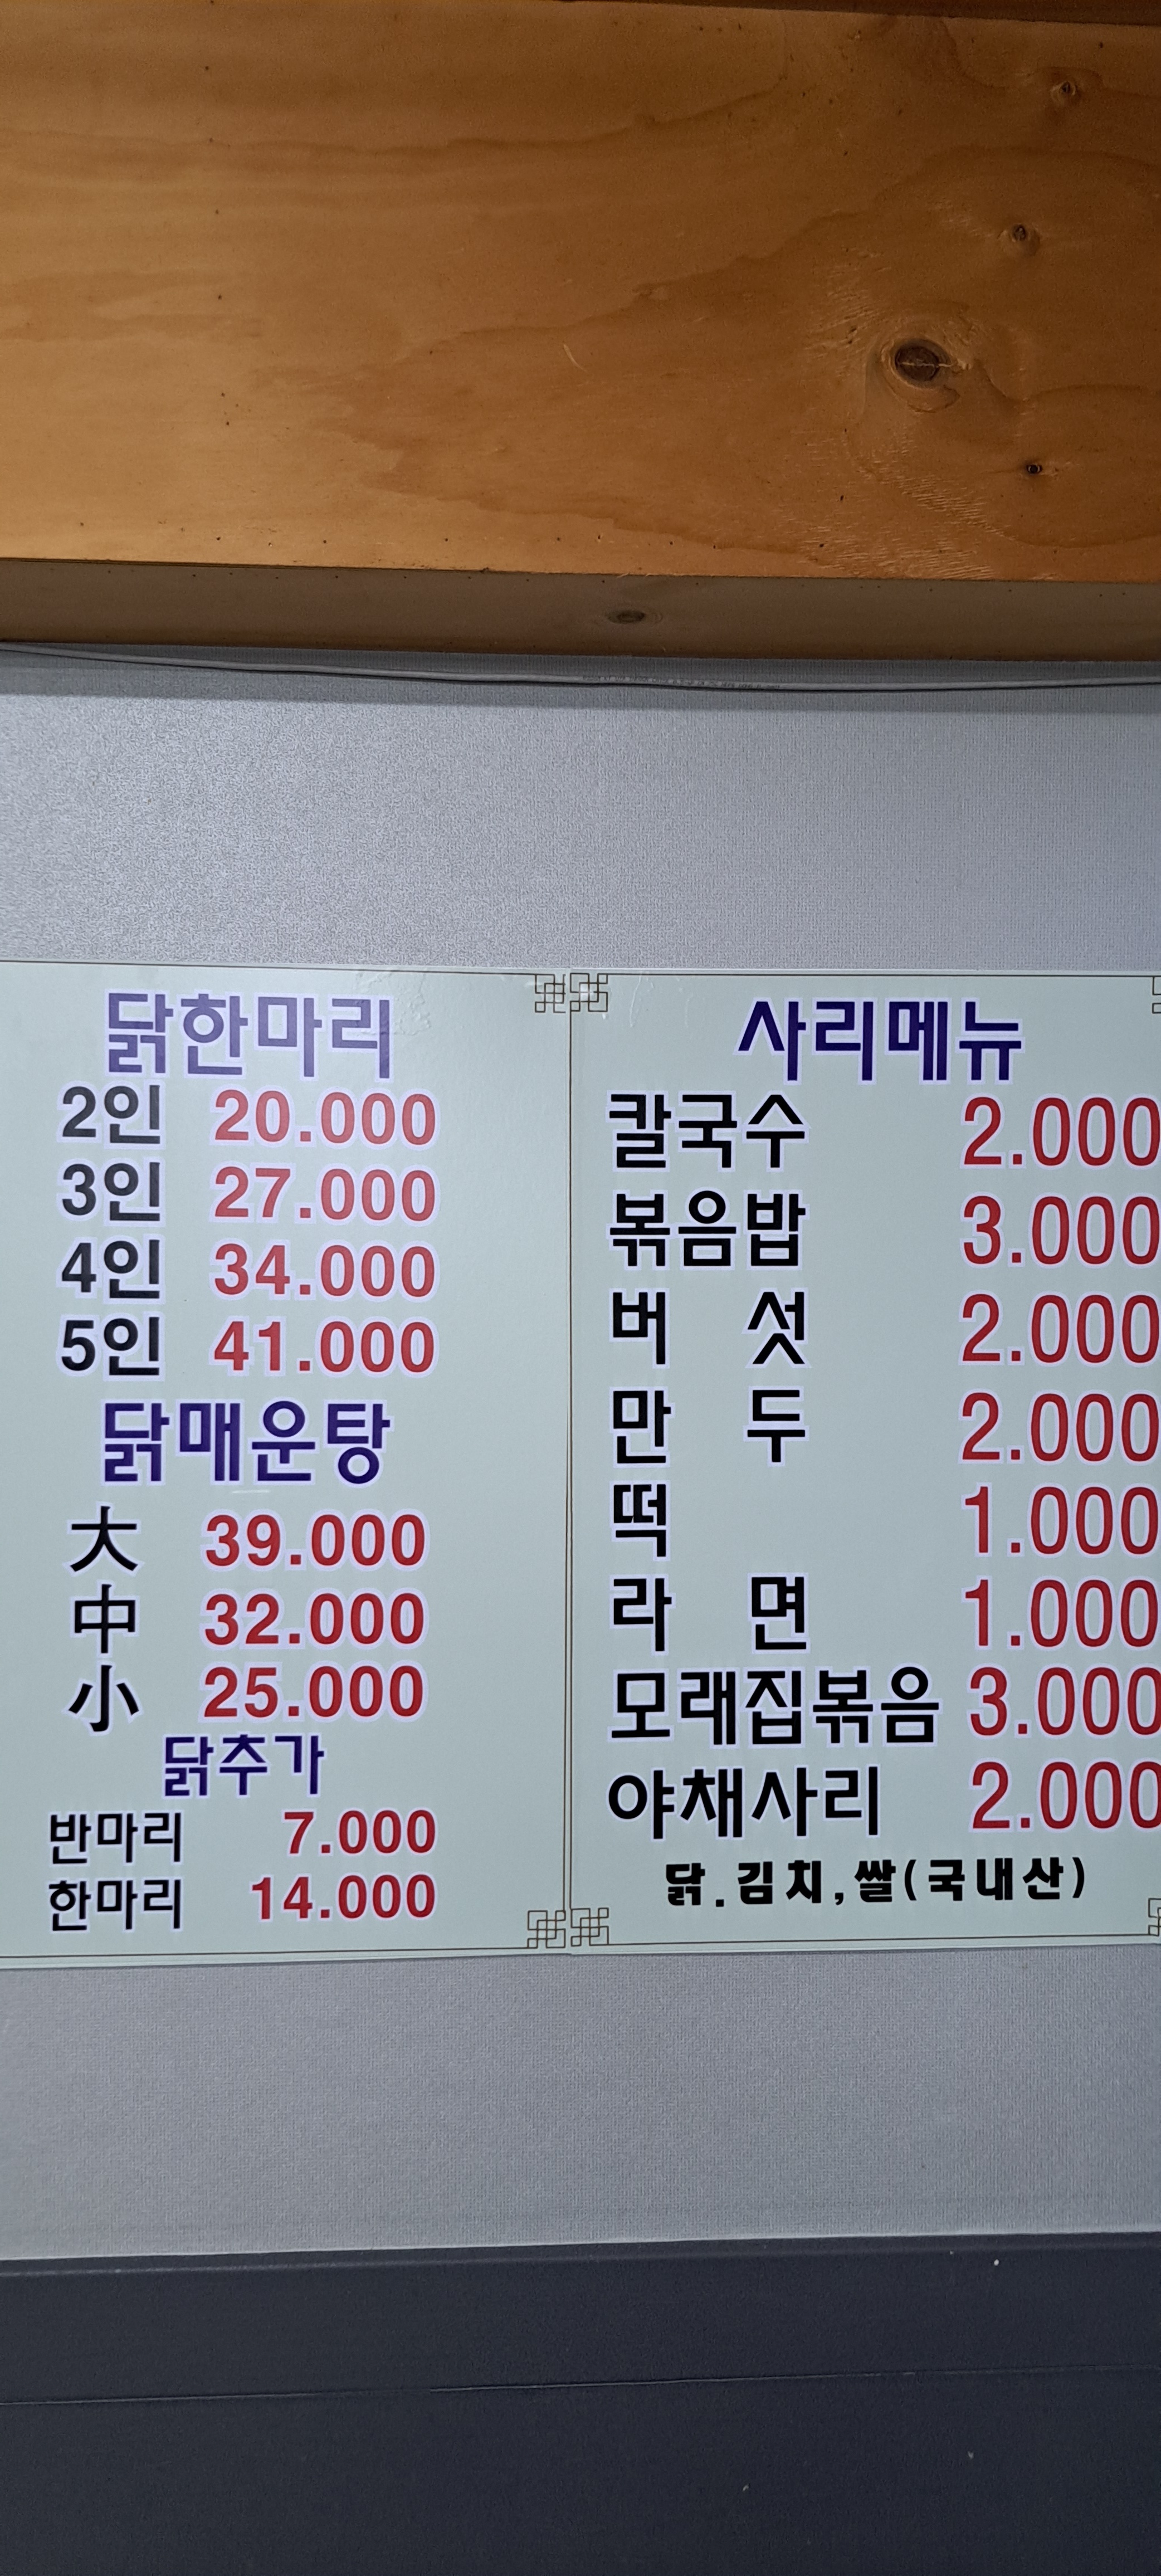 닭한마리
2인 20.000
3인 27.000
4인 34.000
5인 41.000
닭매운탕
大 39.000
中 32.000
小 25.000
닭추가
반마리 7.000
한마리 14.000
사리메뉴
칼국수 2.000
볶음밥 3.000
버 섯 2.000
만 두 2.000
떡 1.000
라 면 1.000
모래집볶음 3.000
야채사리 2.000
닭.김치,쌀(국내산)